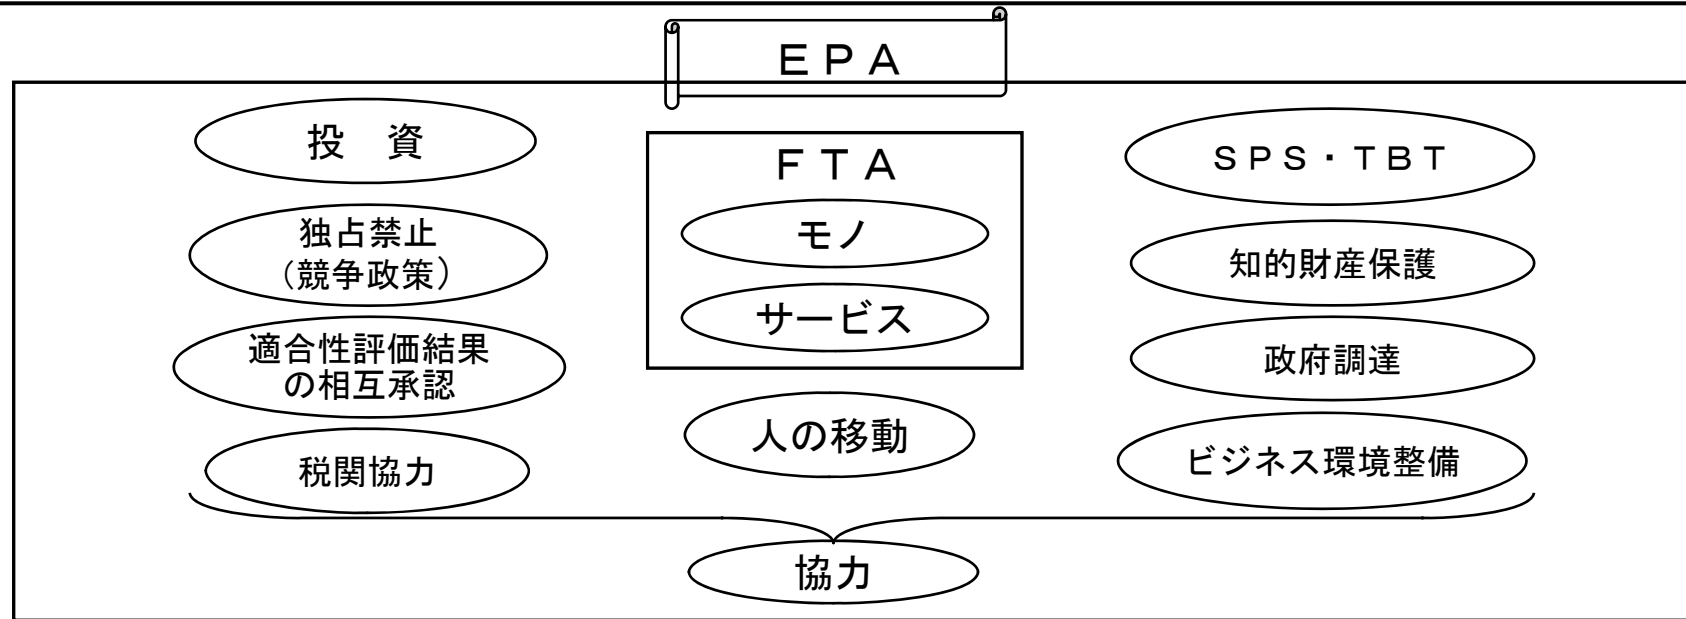 ＥＰＡ
投　資
独占禁止
（競争政策）
適合性評価結果
の相互承認
税関協力
ＦＴＡ
モノ
サービス
人の移動
ＳＰＳ・ＴＢＴ
知的財産保護
政府調達
ビジネス環境整備
協力